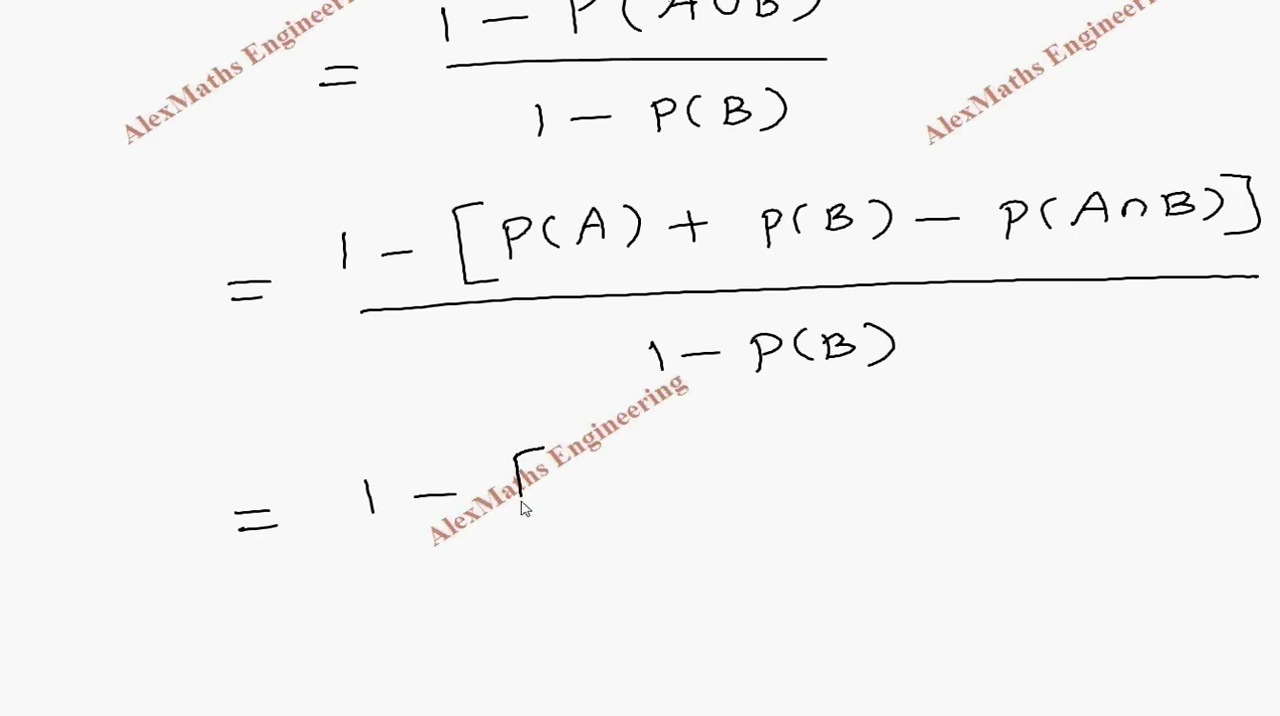 1 - P(A∪B)
=
1 - P(B)
1 - [P(A) + P(B) - P(A∩B)]
=
1 - P(B)
= 1 - [
AlexMaths Engineering
AlexMaths Engineering
AlexMaths Engineering